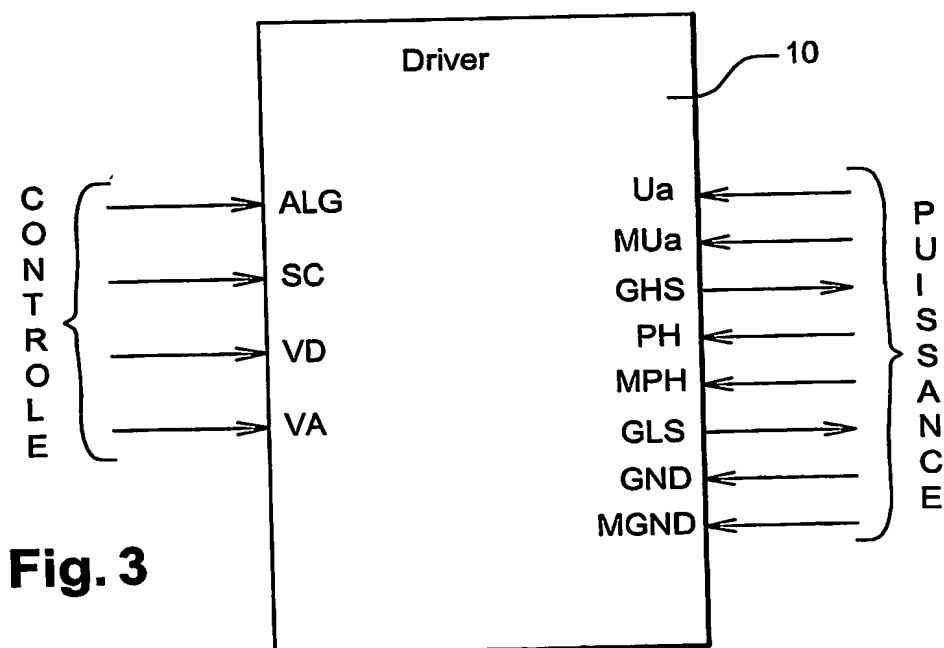 Driver
10
CONTROLE
ALG
SC
VD
VA
Ua
MUa
GHS
PH
MPH
GLS
GND
MGND
PUISSANCE
Fig. 3